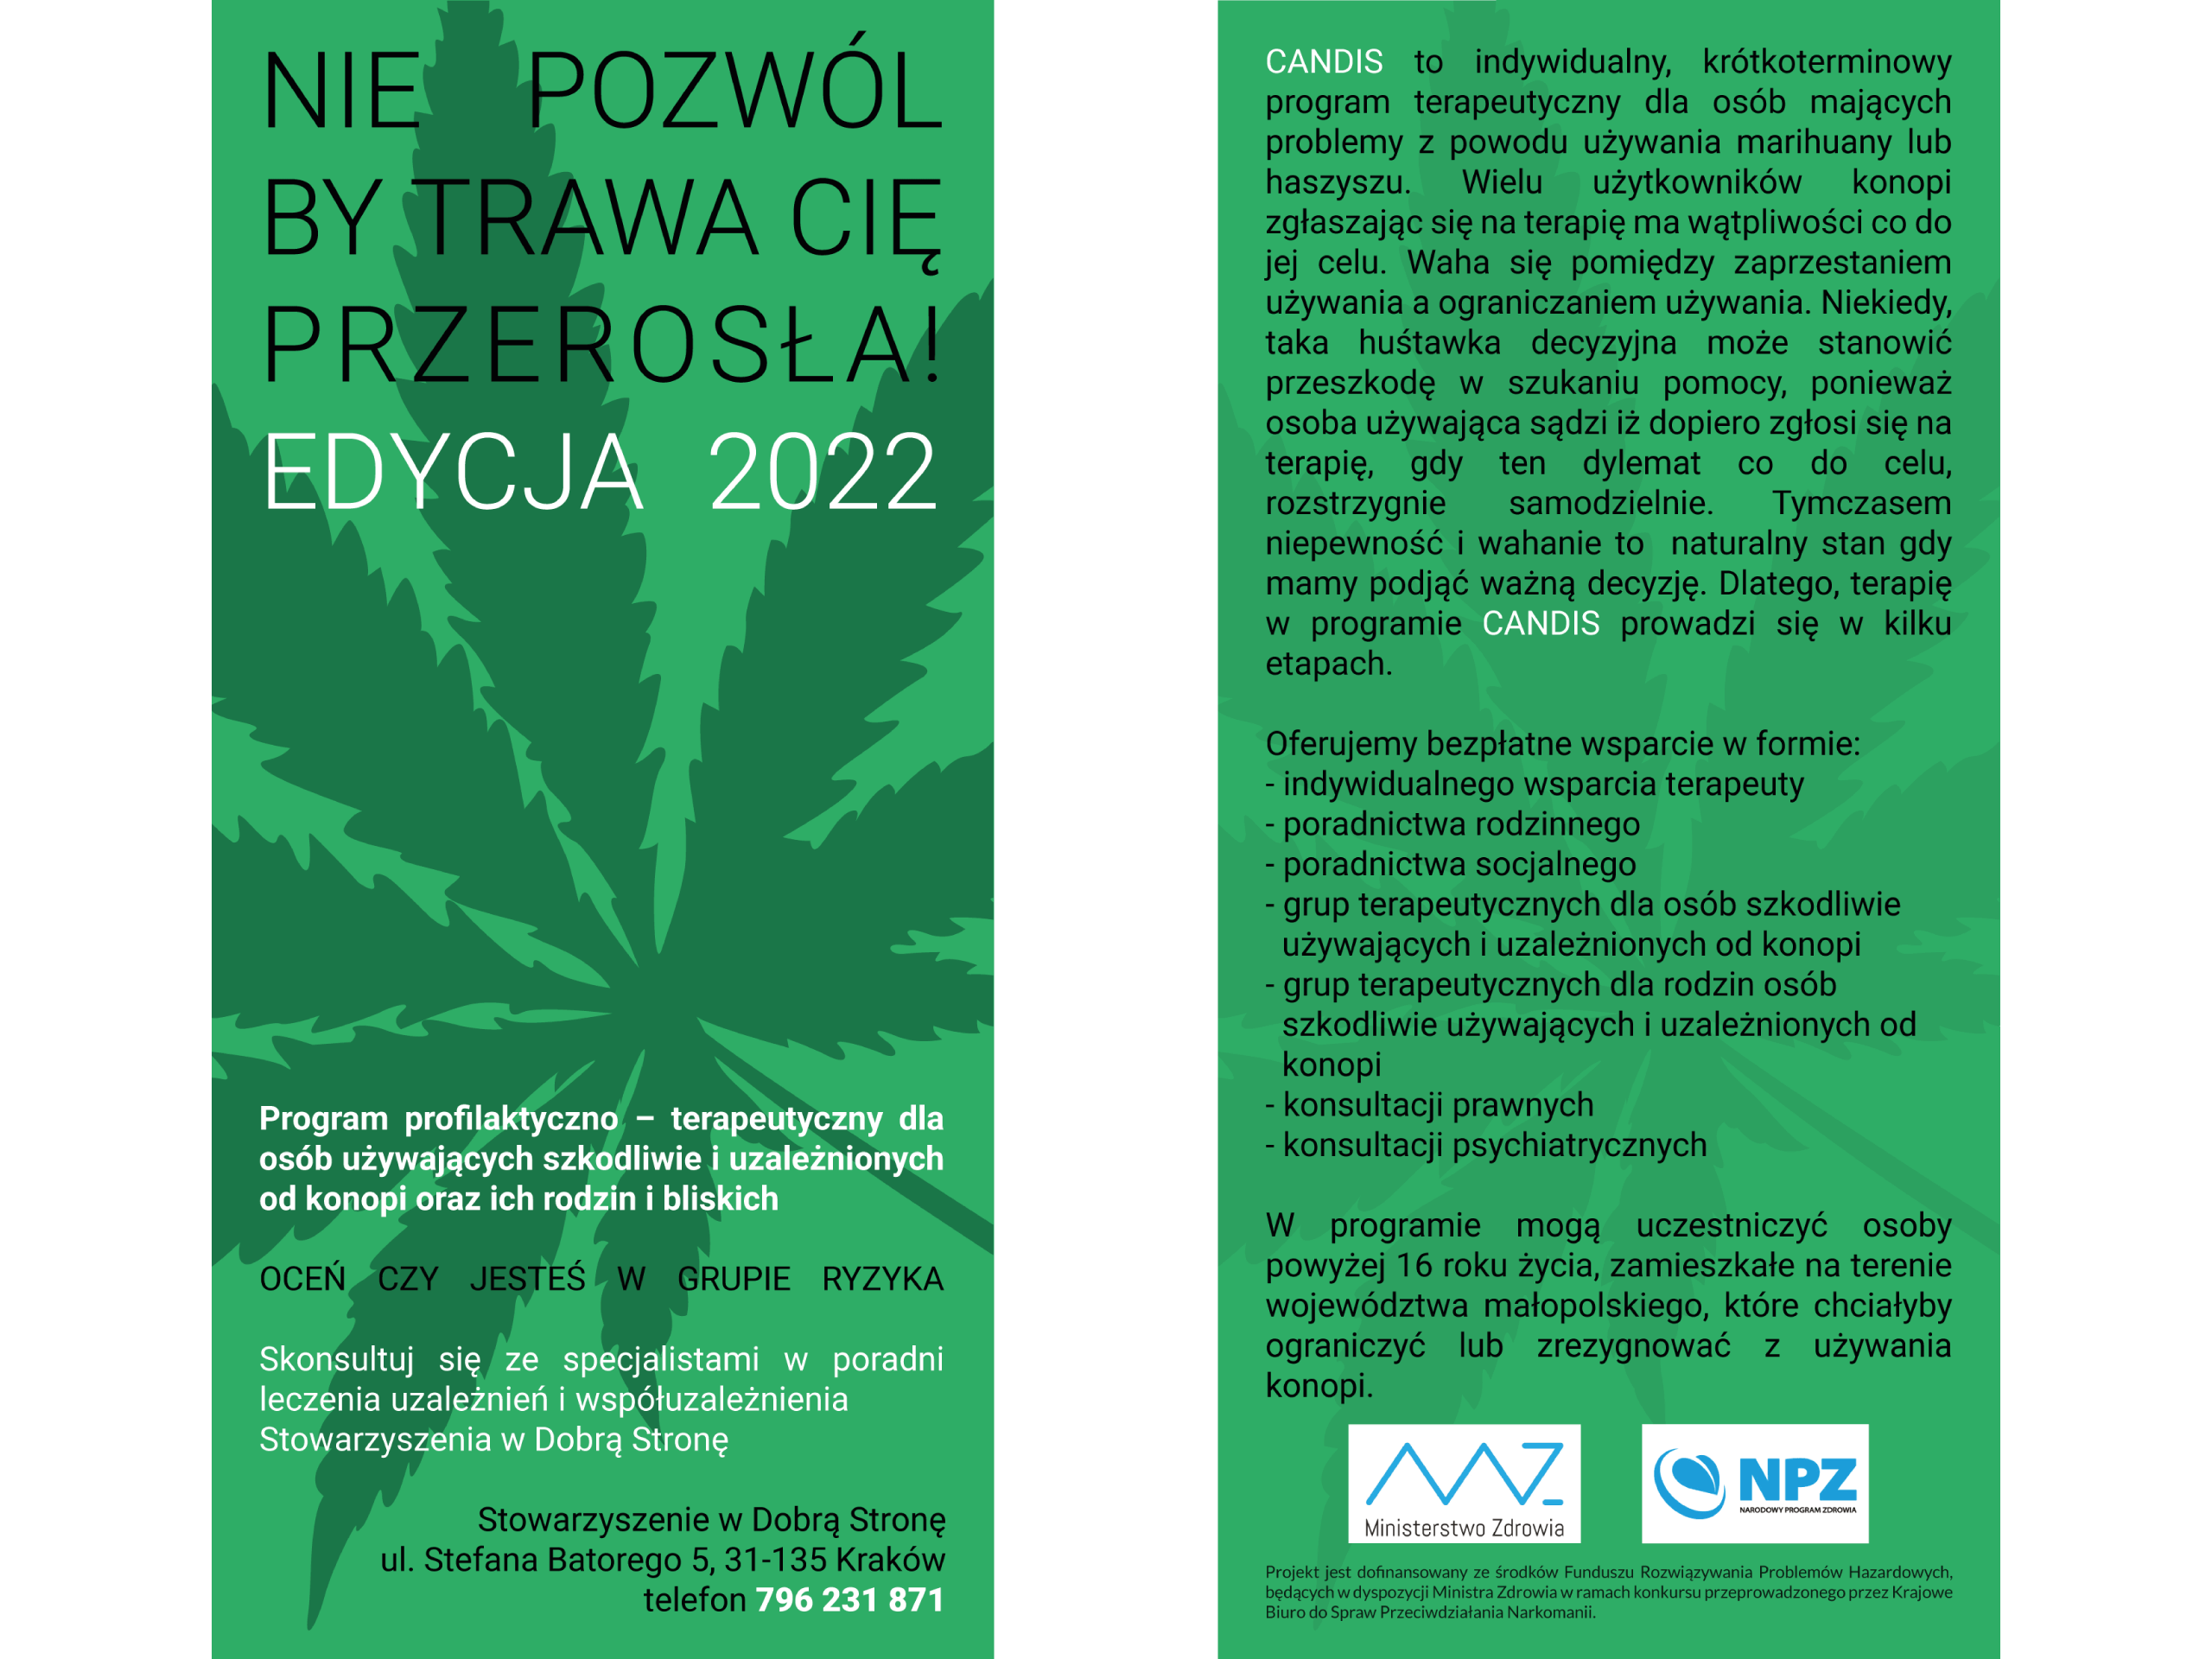 NIE POZWÓL
BY TRAWA CIĘ
PRZEROSŁA!
EDYCJA 2022
Program profilaktyczno – terapeutyczny dla
osób używających szkodliwie i uzależnionych
od konopi oraz ich rodzin i bliskich
OCEŃ CZY JESTEŚ W GRUPIE RYZYKA
Skonsultuj się ze specjalistami w poradni
leczenia uzależnień i współuzależnienia
Stowarzyszenia w Dobrą Stronę
Stowarzyszenie w Dobrą Stronę
ul. Stefana Batorego 5, 31-135 Kraków
telefon 796 231 871
CANDIS to indywidualny, krótkoterminowy
program terapeutyczny dla osób mających
problemy z powodu używania marihuany lub
haszyszu. Wielu użytkowników konopi
zgłaszając się na terapię ma wątpliwości co do
jej celu. Waha się pomiędzy zaprzestaniem
używania a ograniczaniem używania. Niekiedy,
taka huśtawka decyzyjna może stanowić
przeszkodę w szukaniu pomocy, ponieważ
osoba używająca sądzi iż dopiero zgłosi się na
terapię, gdy ten dylemat co do celu,
rozstrzygnie samodzielnie. Tymczasem
niepewność i wahanie to naturalny stan gdy
mamy podjąć ważną decyzję. Dlatego, terapię
w programie CANDIS prowadzi się w kilku
etapach.
Oferujemy bezpłatne wsparcie w formie:
- indywidualnego wsparcia terapeuty
- poradnictwa rodzinnego
- poradnictwa socjalnego
- grup terapeutycznych dla osób szkodliwie
używających i uzależnionych od konopi
- grup terapeutycznych dla rodzin osób
szkodliwie używających i uzależnionych od
konopi
- konsultacji prawnych
- konsultacji psychiatrycznych
W programie mogą uczestniczyć osoby
powyżej 16 roku życia, zamieszkałe na terenie
województwa małopolskiego, które chciałyby
ograniczyć lub zrezygnować z używania
konopi.
MZ
Ministerstwo Zdrowia
NPZ
NARODOWY PROGRAM ZDROWIA
Projekt jest dofinansowany ze środków Funduszu Rozwiązywania Problemów Hazardowych,
będących w dyspozycji Ministra Zdrowia w ramach konkursu przeprowadzonego przez Krajowe
Biuro do Spraw Przeciwdziałania Narkomanii.